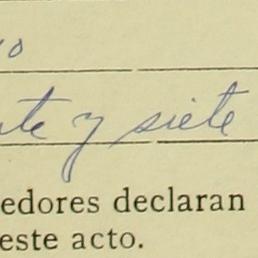 te y siete
edores declaran
este acto.